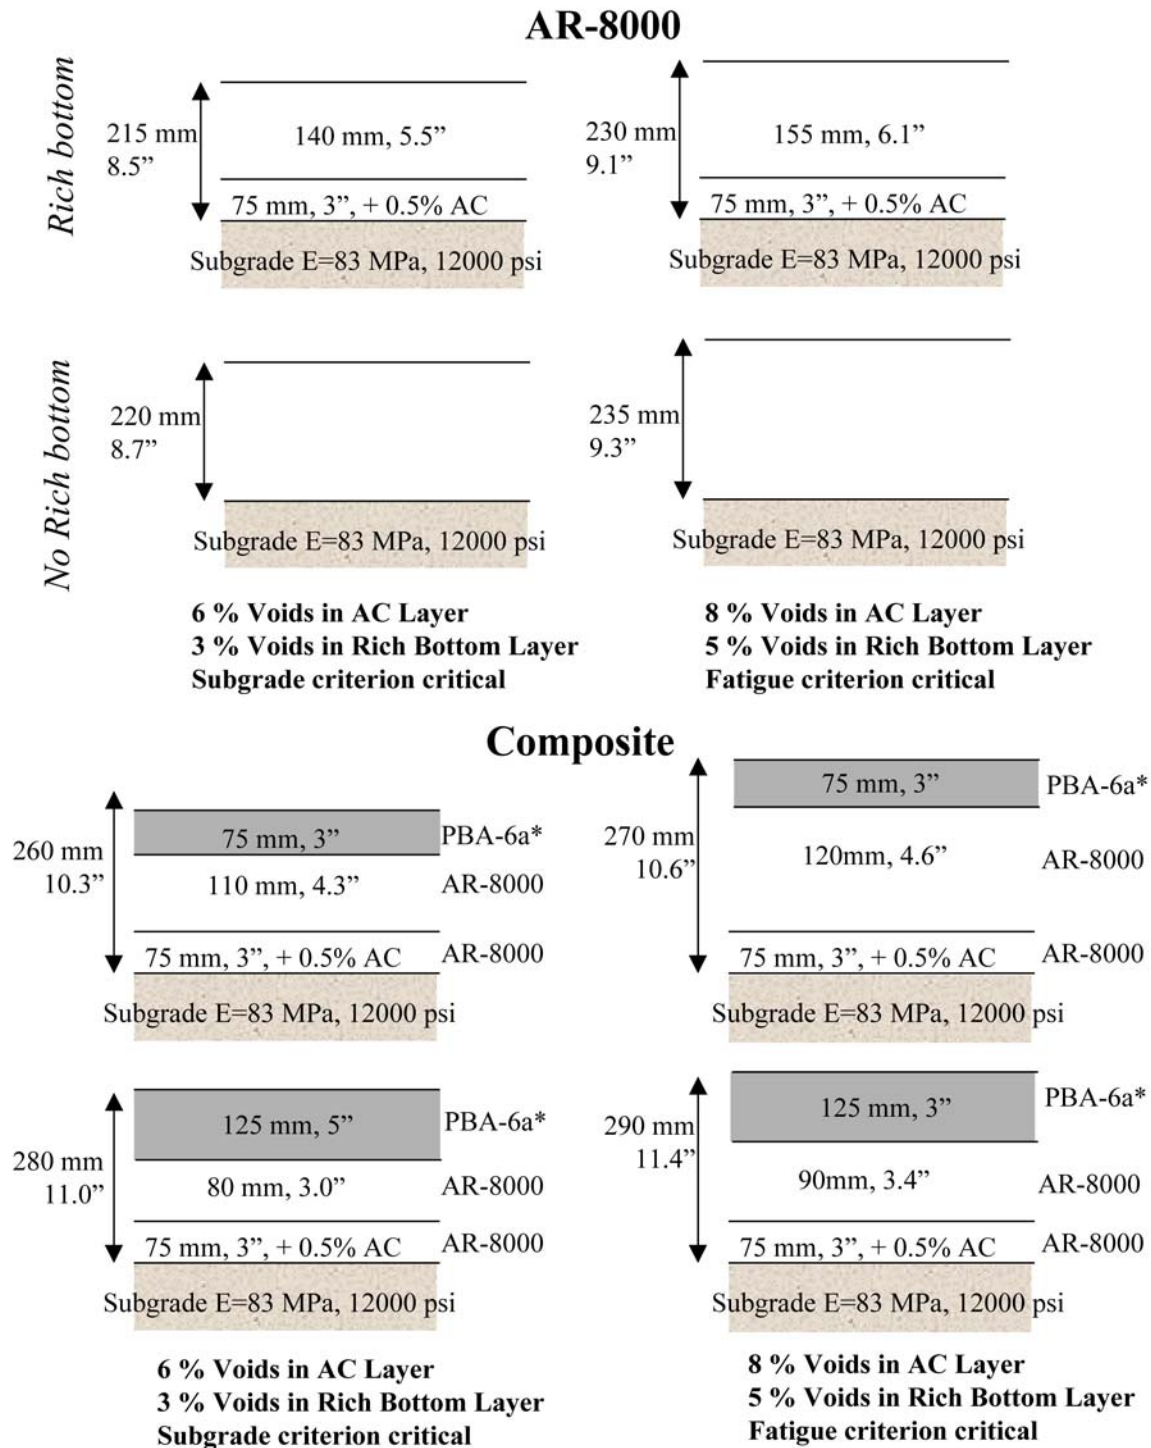 AR-8000
Rich bottom
215 mm
8.5”
140 mm, 5.5”
75 mm, 3”, + 0.5% AC
Subgrade E=83 MPa, 12000 psi
230 mm
9.1”
155 mm, 6.1”
75 mm, 3”, + 0.5% AC
Subgrade E=83 MPa, 12000 psi
No Rich bottom
220 mm
8.7”
Subgrade E=83 MPa, 12000 psi
235 mm
9.3”
Subgrade E=83 MPa, 12000 psi
6 % Voids in AC Layer
3 % Voids in Rich Bottom Layer
Subgrade criterion critical
8 % Voids in AC Layer
5 % Voids in Rich Bottom Layer
Fatigue criterion critical
Composite
260 mm
10.3”
75 mm, 3”
PBA-6a*
110 mm, 4.3”
AR-8000
75 mm, 3”, + 0.5% AC
AR-8000
Subgrade E=83 MPa, 12000 psi
270 mm
10.6”
75 mm, 3”
PBA-6a*
120mm, 4.6”
AR-8000
75 mm, 3”, + 0.5% AC
AR-8000
Subgrade E=83 MPa, 12000 psi
280 mm
11.0”
125 mm, 5”
PBA-6a*
80 mm, 3.0”
AR-8000
75 mm, 3”, + 0.5% AC
AR-8000
Subgrade E=83 MPa, 12000 psi
290 mm
11.4”
125 mm, 3”
PBA-6a*
90mm, 3.4”
AR-8000
75 mm, 3”, + 0.5% AC
AR-8000
Subgrade E=83 MPa, 12000 psi
6 % Voids in AC Layer
3 % Voids in Rich Bottom Layer
Subgrade criterion critical
8 % Voids in AC Layer
5 % Voids in Rich Bottom Layer
Fatigue criterion critical